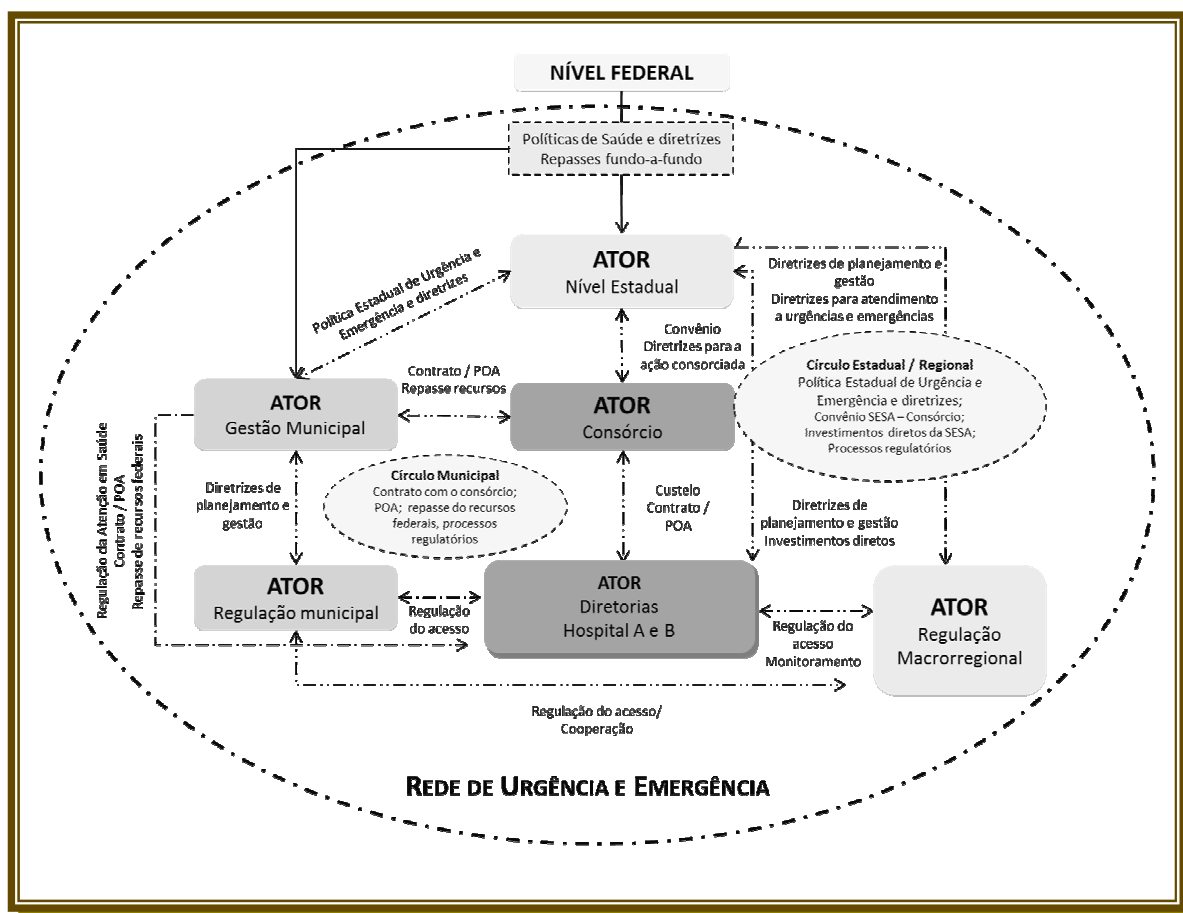 NÍVEL FEDERAL
Políticas de Saúde e diretrizes
Repasses fundo-a-fundo
ATOR
Nível Estadual
Política Estadual de Urgência e
Emergência e diretrizes
Diretrizes de planejamento e
gestão
Diretrizes para atendimento
a urgências e emergências
Convênio
Diretrizes para a
ação consorciada
Contrato / POA
Repasse recursos
Círculo Estadual / Regional
Política Estadual de Urgência e
Emergência e diretrizes;
Convênio SESA – Consórcio;
Investimentos diretos da SESA;
Processos regulatórios
ATOR
Gestão Municipal
ATOR
Consórcio
Regulação da Atenção em Saúde
Contrato / POA
Repasse de recursos federais
Diretrizes de
planejamento e
gestão
Círculo Municipal
Contrato com o consórcio;
POA; repasse do recursos
federais, processos
regulatórios
Custeio
Contrato /
POA
Diretrizes de
planejamento e gestão
Investimentos diretos
ATOR
Regulação municipal
Regulação
do acesso
ATOR
Diretorias
Hospital A e B
Regulação do
acesso
Monitoramento
ATOR
Regulação
Macrorregional
Regulação do acesso/
Cooperação
REDE DE URGÊNCIA E EMERGÊNCIA